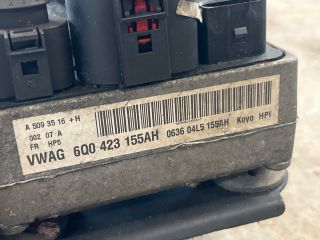 A 509 35 16 +H
002 07 A
FR HP5
VWAG 6Q0 423 155AH 0636 04L5 155AH Koyo HPI